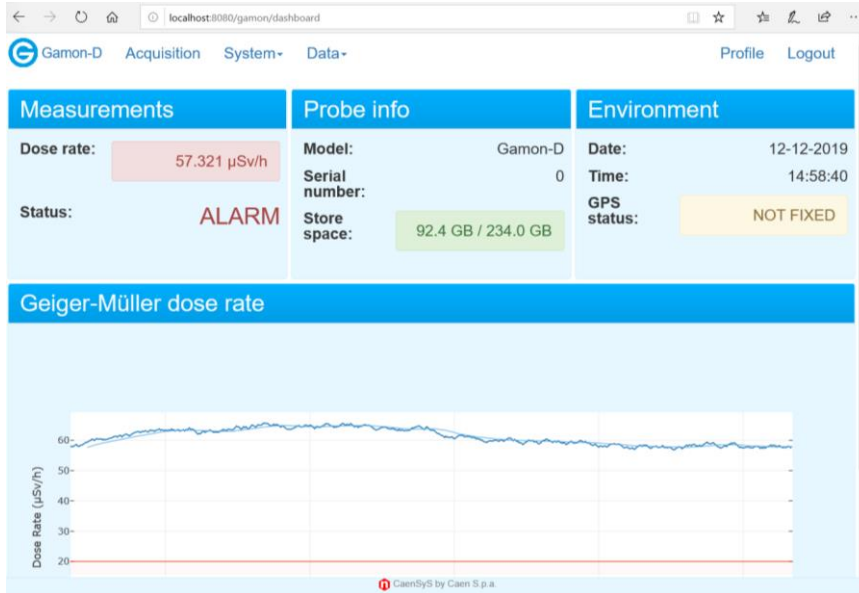 localhost:8080/gamon/dashboard
Gamon-D Acquisition System Data Profile Logout
Measurements
Dose rate: 57.321 µSv/h
Status: ALARM
Probe info
Model: Gamon-D
Serial number: 0
Store space: 92.4 GB / 234.0 GB
Environment
Date: 12-12-2019
Time: 14:58:40
GPS status: NOT FIXED
Geiger-Müller dose rate
Dose Rate (µSv/h)
60
50
40
30
20
CaenSyS by Caen S.p.a.